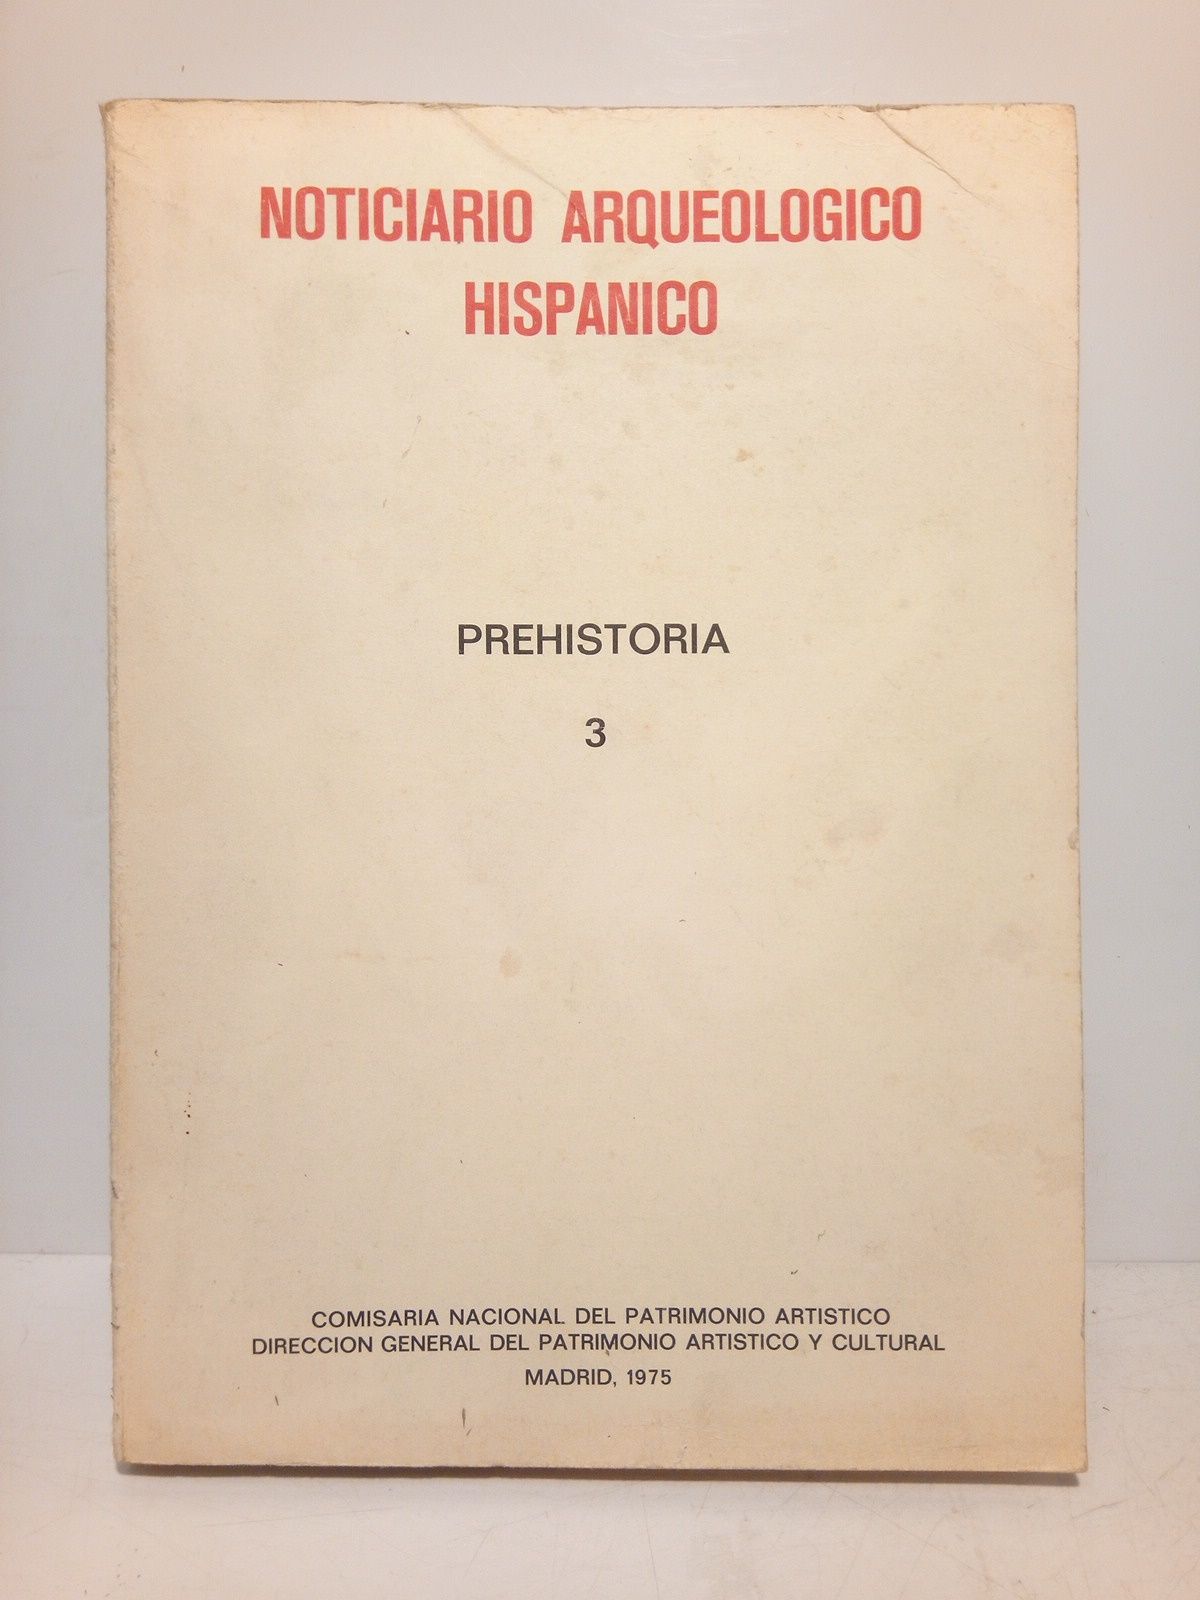 NOTICIARIO ARQUEOLOGICO
HISPANICO
PREHISTORIA
3
COMISARIA NACIONAL DEL PATRIMONIO ARTISTICO
DIRECCION GENERAL DEL PATRIMONIO ARTISTICO Y CULTURAL
MADRID, 1975